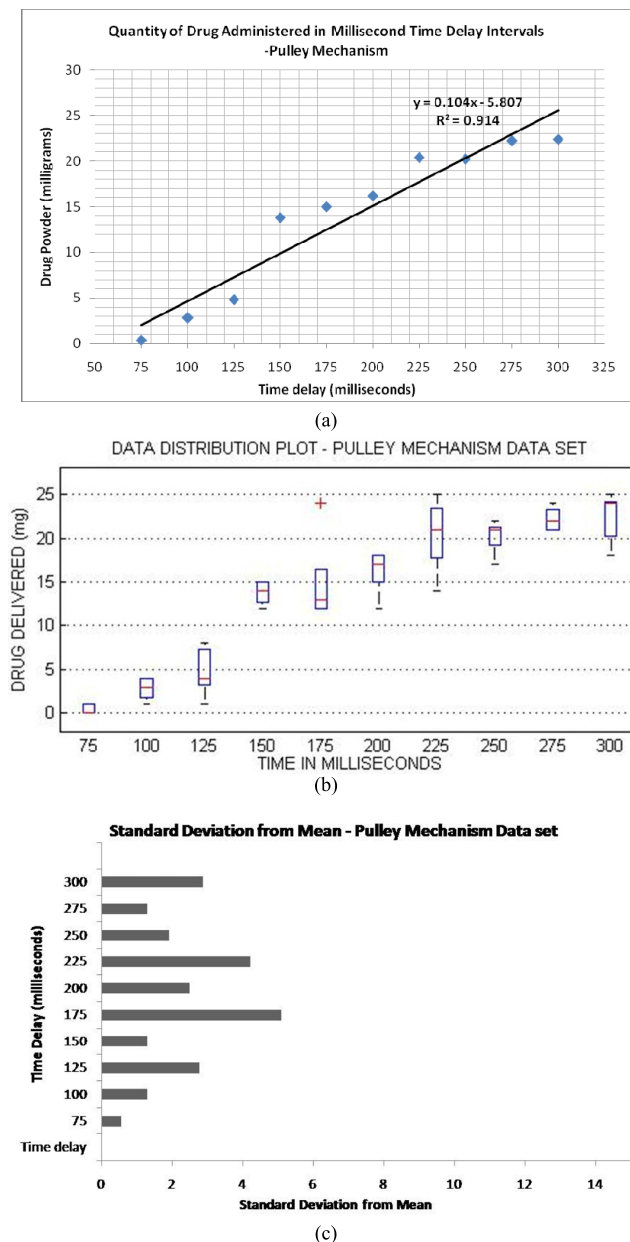 Quantity of Drug Administered in Millisecond Time Delay Intervals
-Pulley Mechanism
30
25
20
15
10
5
0
y = 0.104x - 5.807
R² = 0.914
Drug Powder (milligrams)
50 75 100 125 150 175 200 225 250 275 300 325
Time delay (milliseconds)
(a)
DATA DISTRIBUTION PLOT - PULLEY MECHANISM DATA SET
25
20
15
10
5
0
DRUG DELIVERED (mg)
75 100 125 150 175 200 225 250 275 300
TIME IN MILLISECONDS
(b)
Standard Deviation from Mean - Pulley Mechanism Data set
Time Delay (milliseconds)
300
275
250
225
200
175
150
125
100
75
Time delay
0 2 4 6 8 10 12 14
Standard Deviation from Mean
(c)